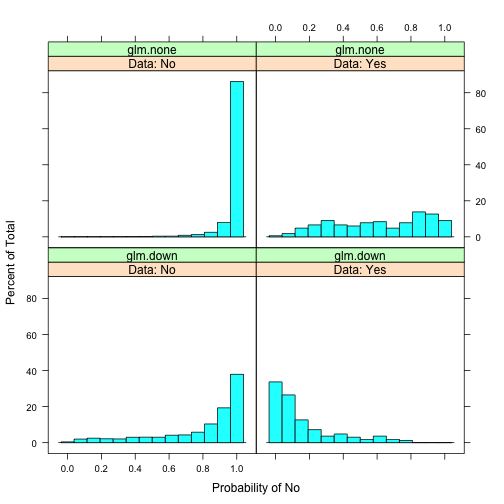 0.0 0.2 0.4 0.6 0.8 1.0
glm.none glm.none
Data: No Data: Yes
80
60
40
20
0
glm.down glm.down
Data: No Data: Yes
80
60
40
20
0
0.0 0.2 0.4 0.6 0.8 1.0
Percent of Total
Probability of No